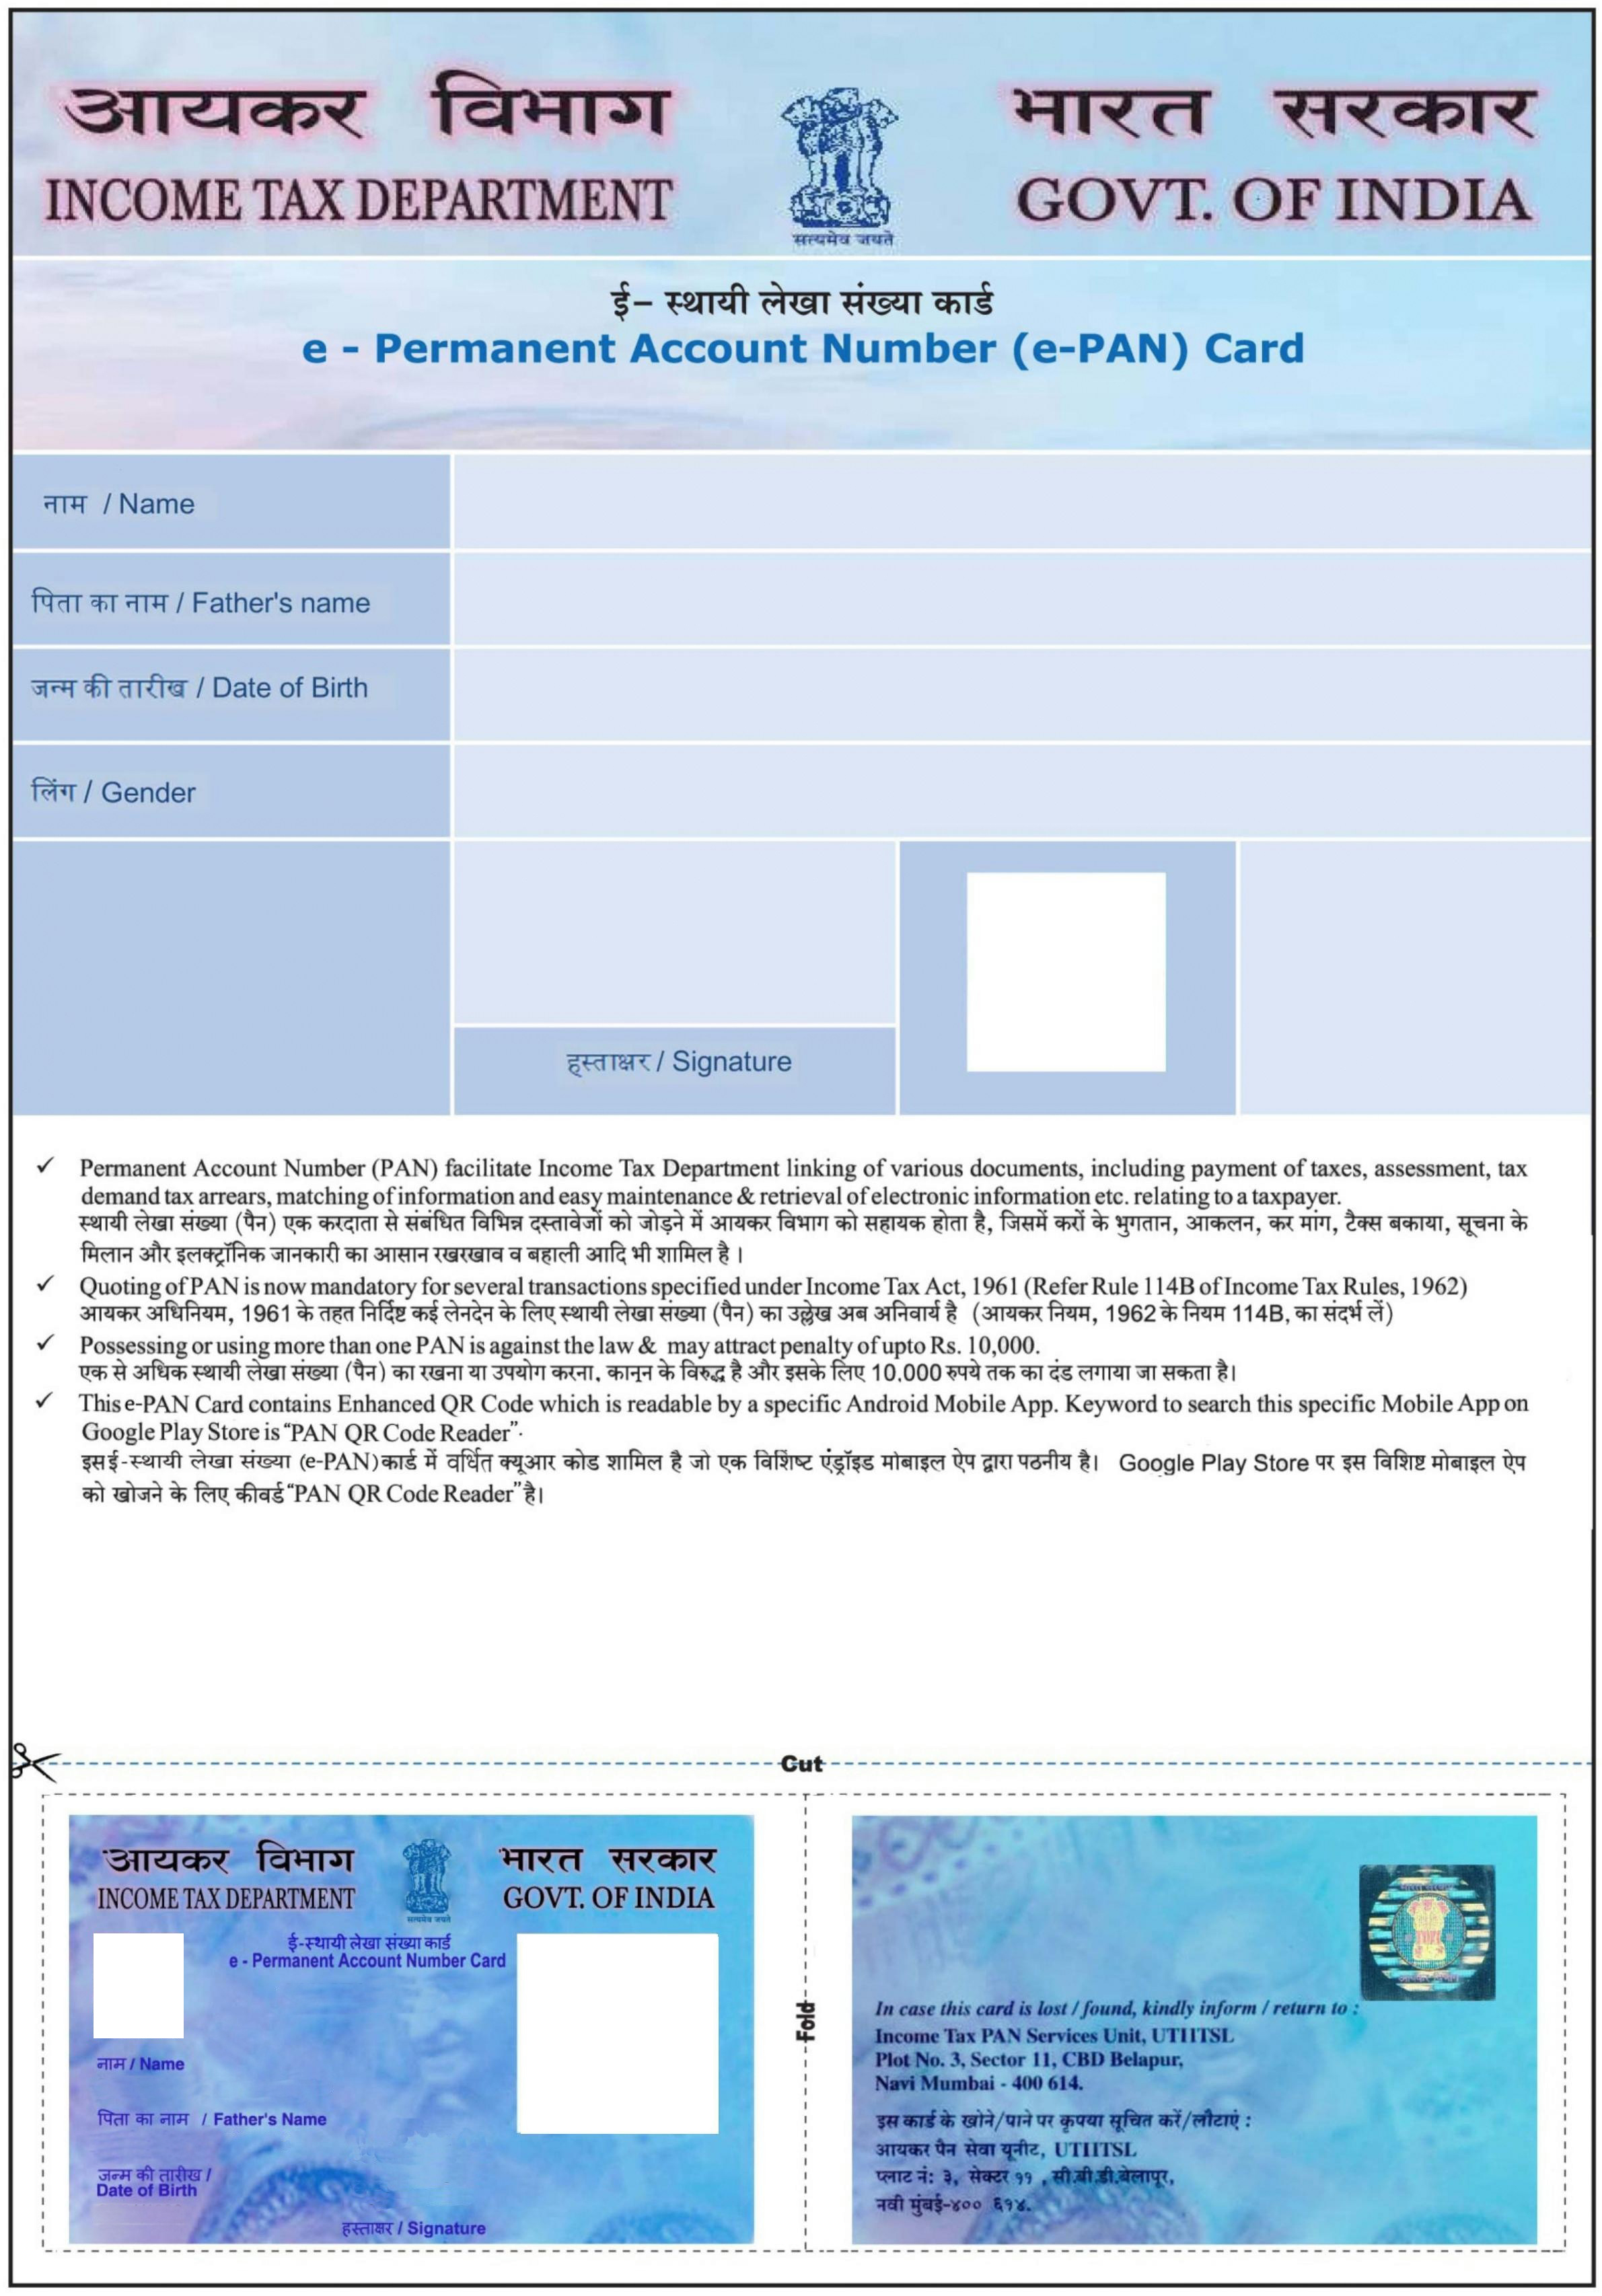 आयकर विभाग
भारत सरकार
INCOME TAX DEPARTMENT
GOVT. OF INDIA
सत्यमेव जयते
ई– स्थायी लेखा संख्या कार्ड
e - Permanent Account Number (e-PAN) Card
नाम / Name
पिता का नाम / Father's name
जन्म की तारीख / Date of Birth
लिंग / Gender
हस्ताक्षर / Signature
✓ Permanent Account Number (PAN) facilitate Income Tax Department linking of various documents, including payment of taxes, assessment, tax
demand tax arrears, matching of information and easy maintenance & retrieval of electronic information etc. relating to a taxpayer.
स्थायी लेखा संख्या (पैन) एक करदाता से संबंधित विभिन्न दस्तावेजों को जोड़ने में आयकर विभाग को सहायक होता है, जिसमें करों के भुगतान, आकलन, कर मांग, टैक्स बकाया, सूचना के
मिलान और इलक्ट्रॉनिक जानकारी का आसान रखरखाव व बहाली आदि भी शामिल है ।
✓ Quoting of PAN is now mandatory for several transactions specified under Income Tax Act, 1961 (Refer Rule 114B of Income Tax Rules, 1962)
आयकर अधिनियम, 1961 के तहत निर्दिष्ट कई लेनदेन के लिए स्थायी लेखा संख्या (पैन) का उल्लेख अब अनिवार्य है (आयकर नियम, 1962 के नियम 114B, का संदर्भ लें)
✓ Possessing or using more than one PAN is against the law & may attract penalty of upto Rs. 10,000.
एक से अधिक स्थायी लेखा संख्या (पैन) का रखना या उपयोग करना, कानून के विरुद्ध है और इसके लिए 10,000 रुपये तक का दंड लगाया जा सकता है।
✓ This e-PAN Card contains Enhanced QR Code which is readable by a specific Android Mobile App. Keyword to search this specific Mobile App on
Google Play Store is “PAN QR Code Reader”.
इसई-स्थायी लेखा संख्या (e-PAN) कार्ड में वर्धित क्यूआर कोड शामिल है जो एक विशिष्ट एंड्रॉइड मोबाइल ऐप द्वारा पठनीय है। Google Play Store पर इस विशिष्ट मोबाइल ऐप
को खोजने के लिए कीवर्ड “PAN QR Code Reader” है।
Cut
आयकर विभाग
भारत सरकार
INCOME TAX DEPARTMENT
GOVT. OF INDIA
सत्यमेव जयते
ई-स्थायी लेखा संख्या कार्ड
e - Permanent Account Number Card
नाम / Name
पिता का नाम / Father's Name
जन्म की तारीख /
Date of Birth
हस्ताक्षर / Signature
Fold
In case this card is lost / found, kindly inform / return to :
Income Tax PAN Services Unit, UTIITSL
Plot No. 3, Sector 11, CBD Belapur,
Navi Mumbai - 400 614.
इस कार्ड के खोने/पाने पर कृपया सूचित करें/लौटाएं :
आयकर पैन सेवा यूनीट, UTIITSL
प्लाट नं: ३, सेक्टर ११ , सी.बी.डी.बेलापूर,
नवी मुंबई-४०० ६१४.